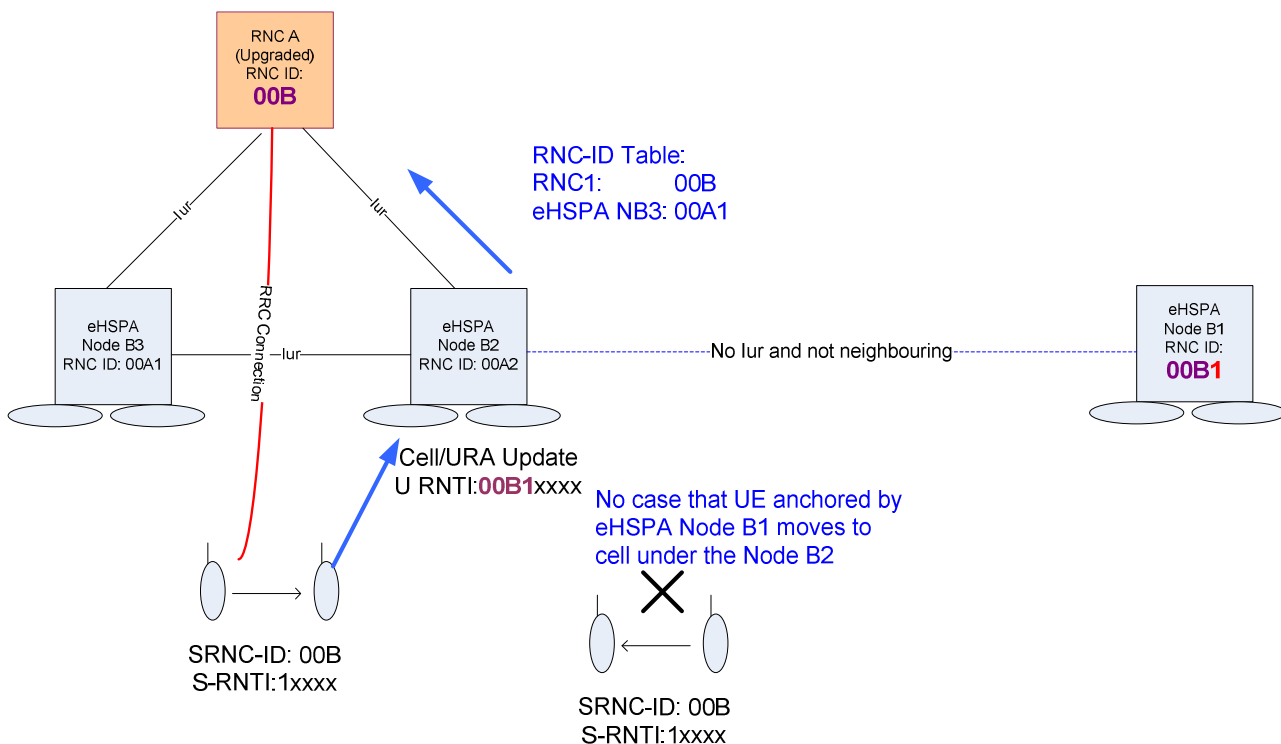 RNC A
(Upgraded)
RNC ID:
00B
RNC-ID Table:
RNC1: 00B
eHSPA NB3: 00A1
Iur
Iur
RRC Connection
eHSPA
Node B3
RNC ID: 00A1
Iur
eHSPA
Node B2
RNC ID: 00A2
No Iur and not neighbouring
eHSPA
Node B1
RNC ID:
00B1
Cell/URA Update
U RNTI:00B1xxxx
No case that UE anchored by
eHSPA Node B1 moves to
cell under the Node B2
SRNC-ID: 00B
S-RNTI:1xxxx
SRNC-ID: 00B
S-RNTI:1xxxx